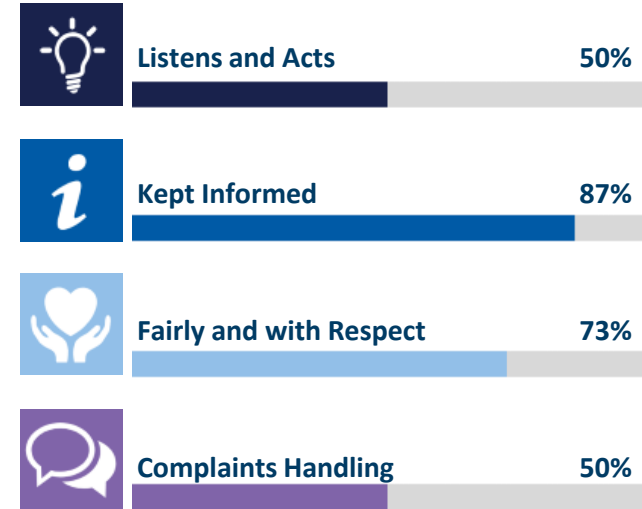 Listens and Acts 50%
Kept Informed 87%
Fairly and with Respect 73%
Complaints Handling 50%